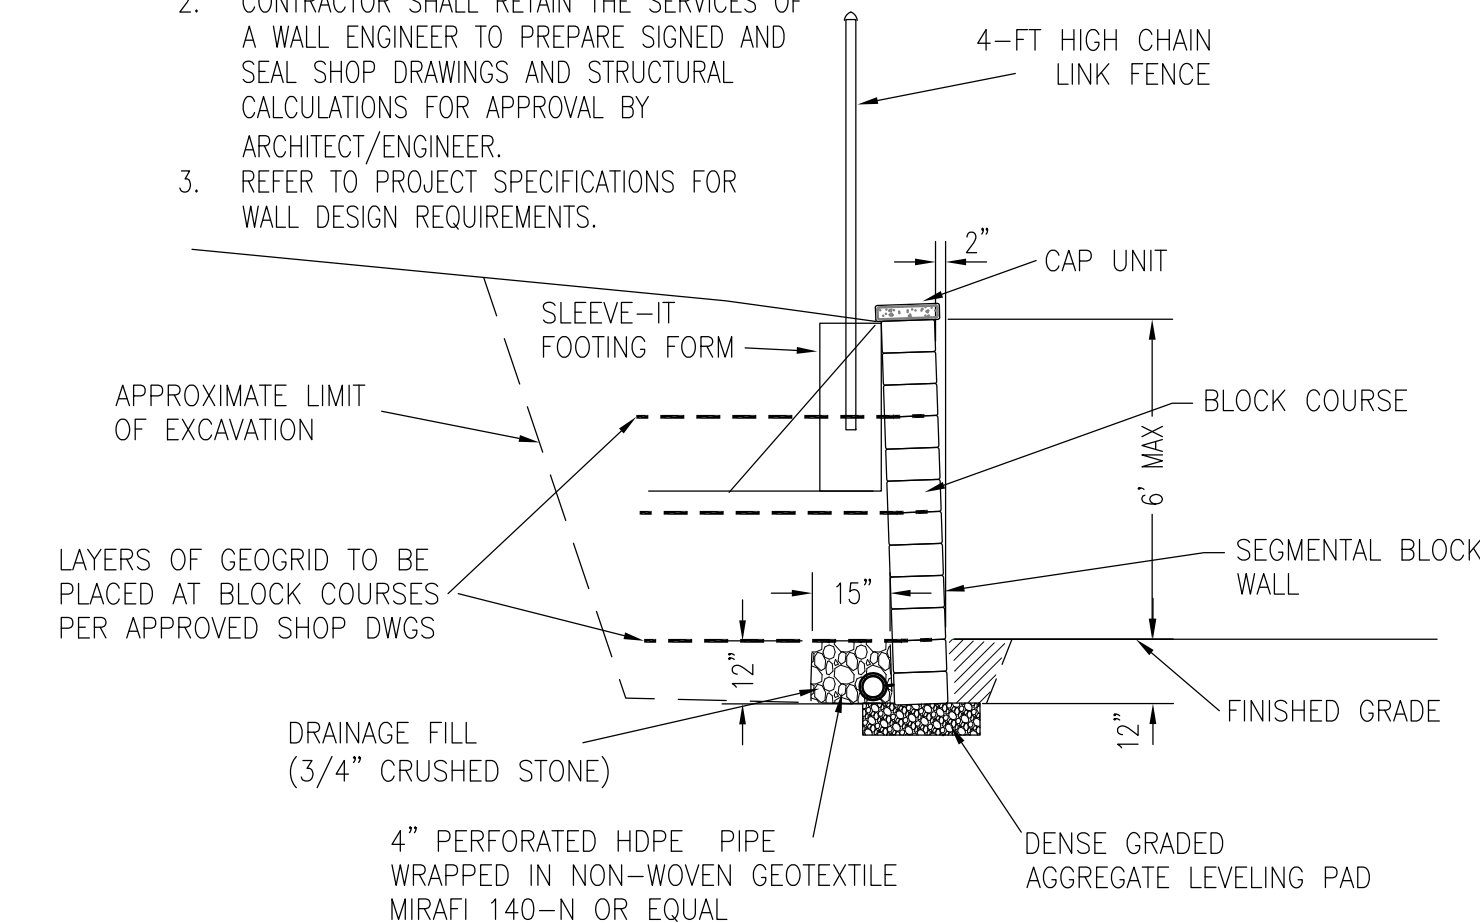 2. CONTRACTOR SHALL RETAIN THE SERVICES OF
A WALL ENGINEER TO PREPARE SIGNED AND
SEAL SHOP DRAWINGS AND STRUCTURAL
CALCULATIONS FOR APPROVAL BY
ARCHITECT/ENGINEER.
3. REFER TO PROJECT SPECIFICATIONS FOR
WALL DESIGN REQUIREMENTS.
4-FT HIGH CHAIN
LINK FENCE
2"
CAP UNIT
SLEEVE-IT
FOOTING FORM
APPROXIMATE LIMIT
OF EXCAVATION
BLOCK COURSE
6' MAX
LAYERS OF GEOGRID TO BE
PLACED AT BLOCK COURSES
PER APPROVED SHOP DWGS
15"
SEGMENTAL BLOCK
WALL
12"
FINISHED GRADE
12"
DRAINAGE FILL
(3/4" CRUSHED STONE)
4" PERFORATED HDPE PIPE
WRAPPED IN NON-WOVEN GEOTEXTILE
MIRAFI 140-N OR EQUAL
DENSE GRADED
AGGREGATE LEVELING PAD